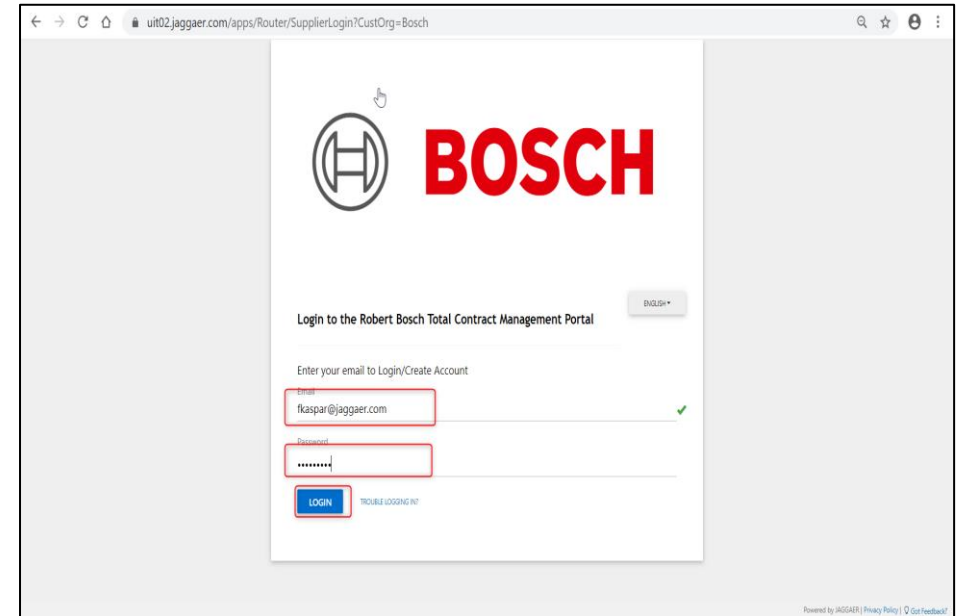 uit02.jaggaer.com/apps/Router/SupplierLogin?CustOrg=Bosch
BOSCH
ENGLISH
Login to the Robert Bosch Total Contract Management Portal
Enter your email to Login/Create Account
Email
fkaspar@jaggaer.com
Password
•••••••••
LOGIN TROUBLE LOGGING IN?
Powered by JAGGAER | Privacy Policy | Got Feedback?